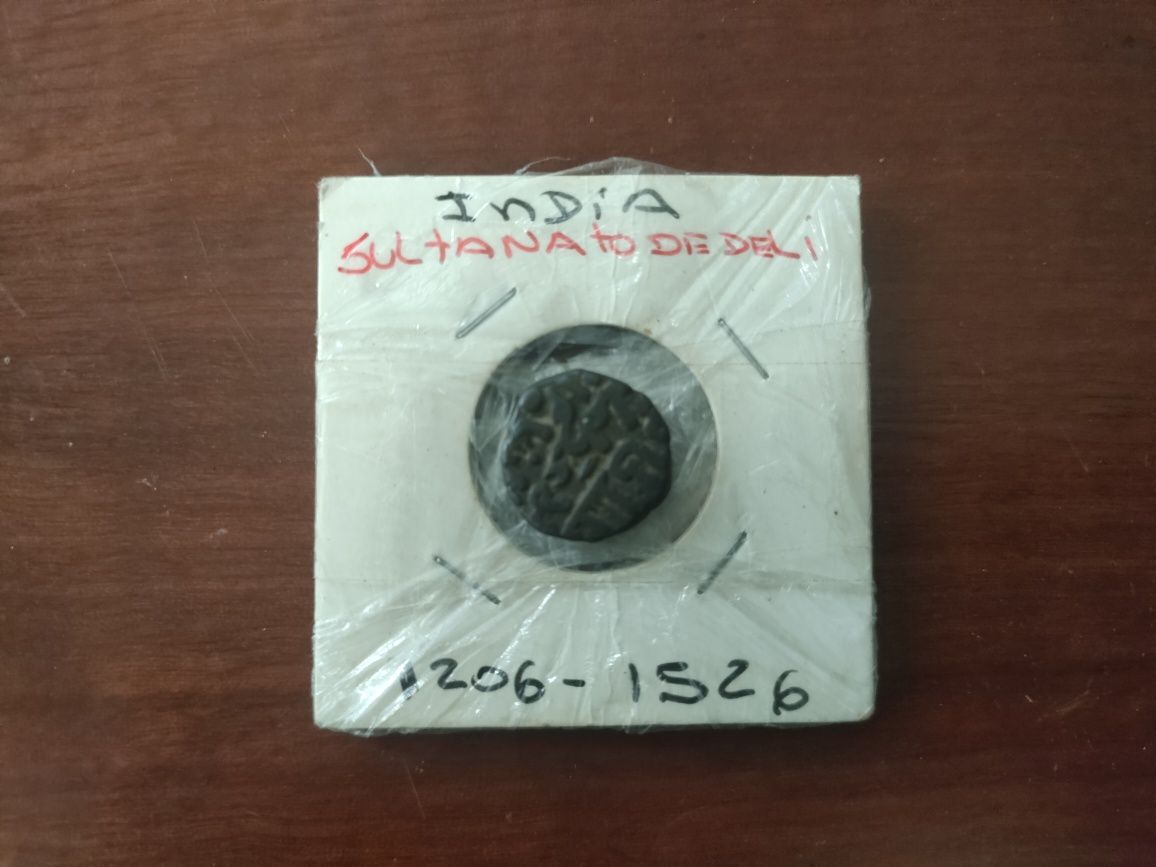 INDIA
SULTANATO DE DELI
1206-1526